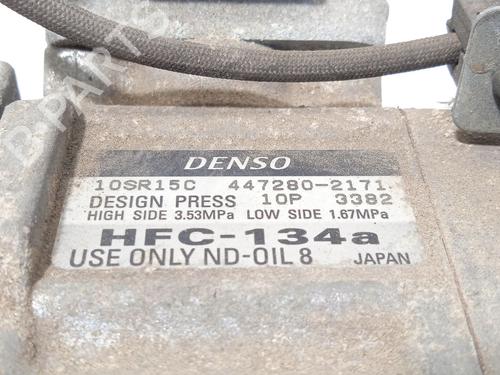 B-PARTS
DENSO
10SR15C 447280-2171.
DESIGN PRESS 10P 3382
HIGH SIDE 3.53MPa LOW SIDE 1.67MPa
HFC-134a
USE ONLY ND-OIL 8 JAPAN